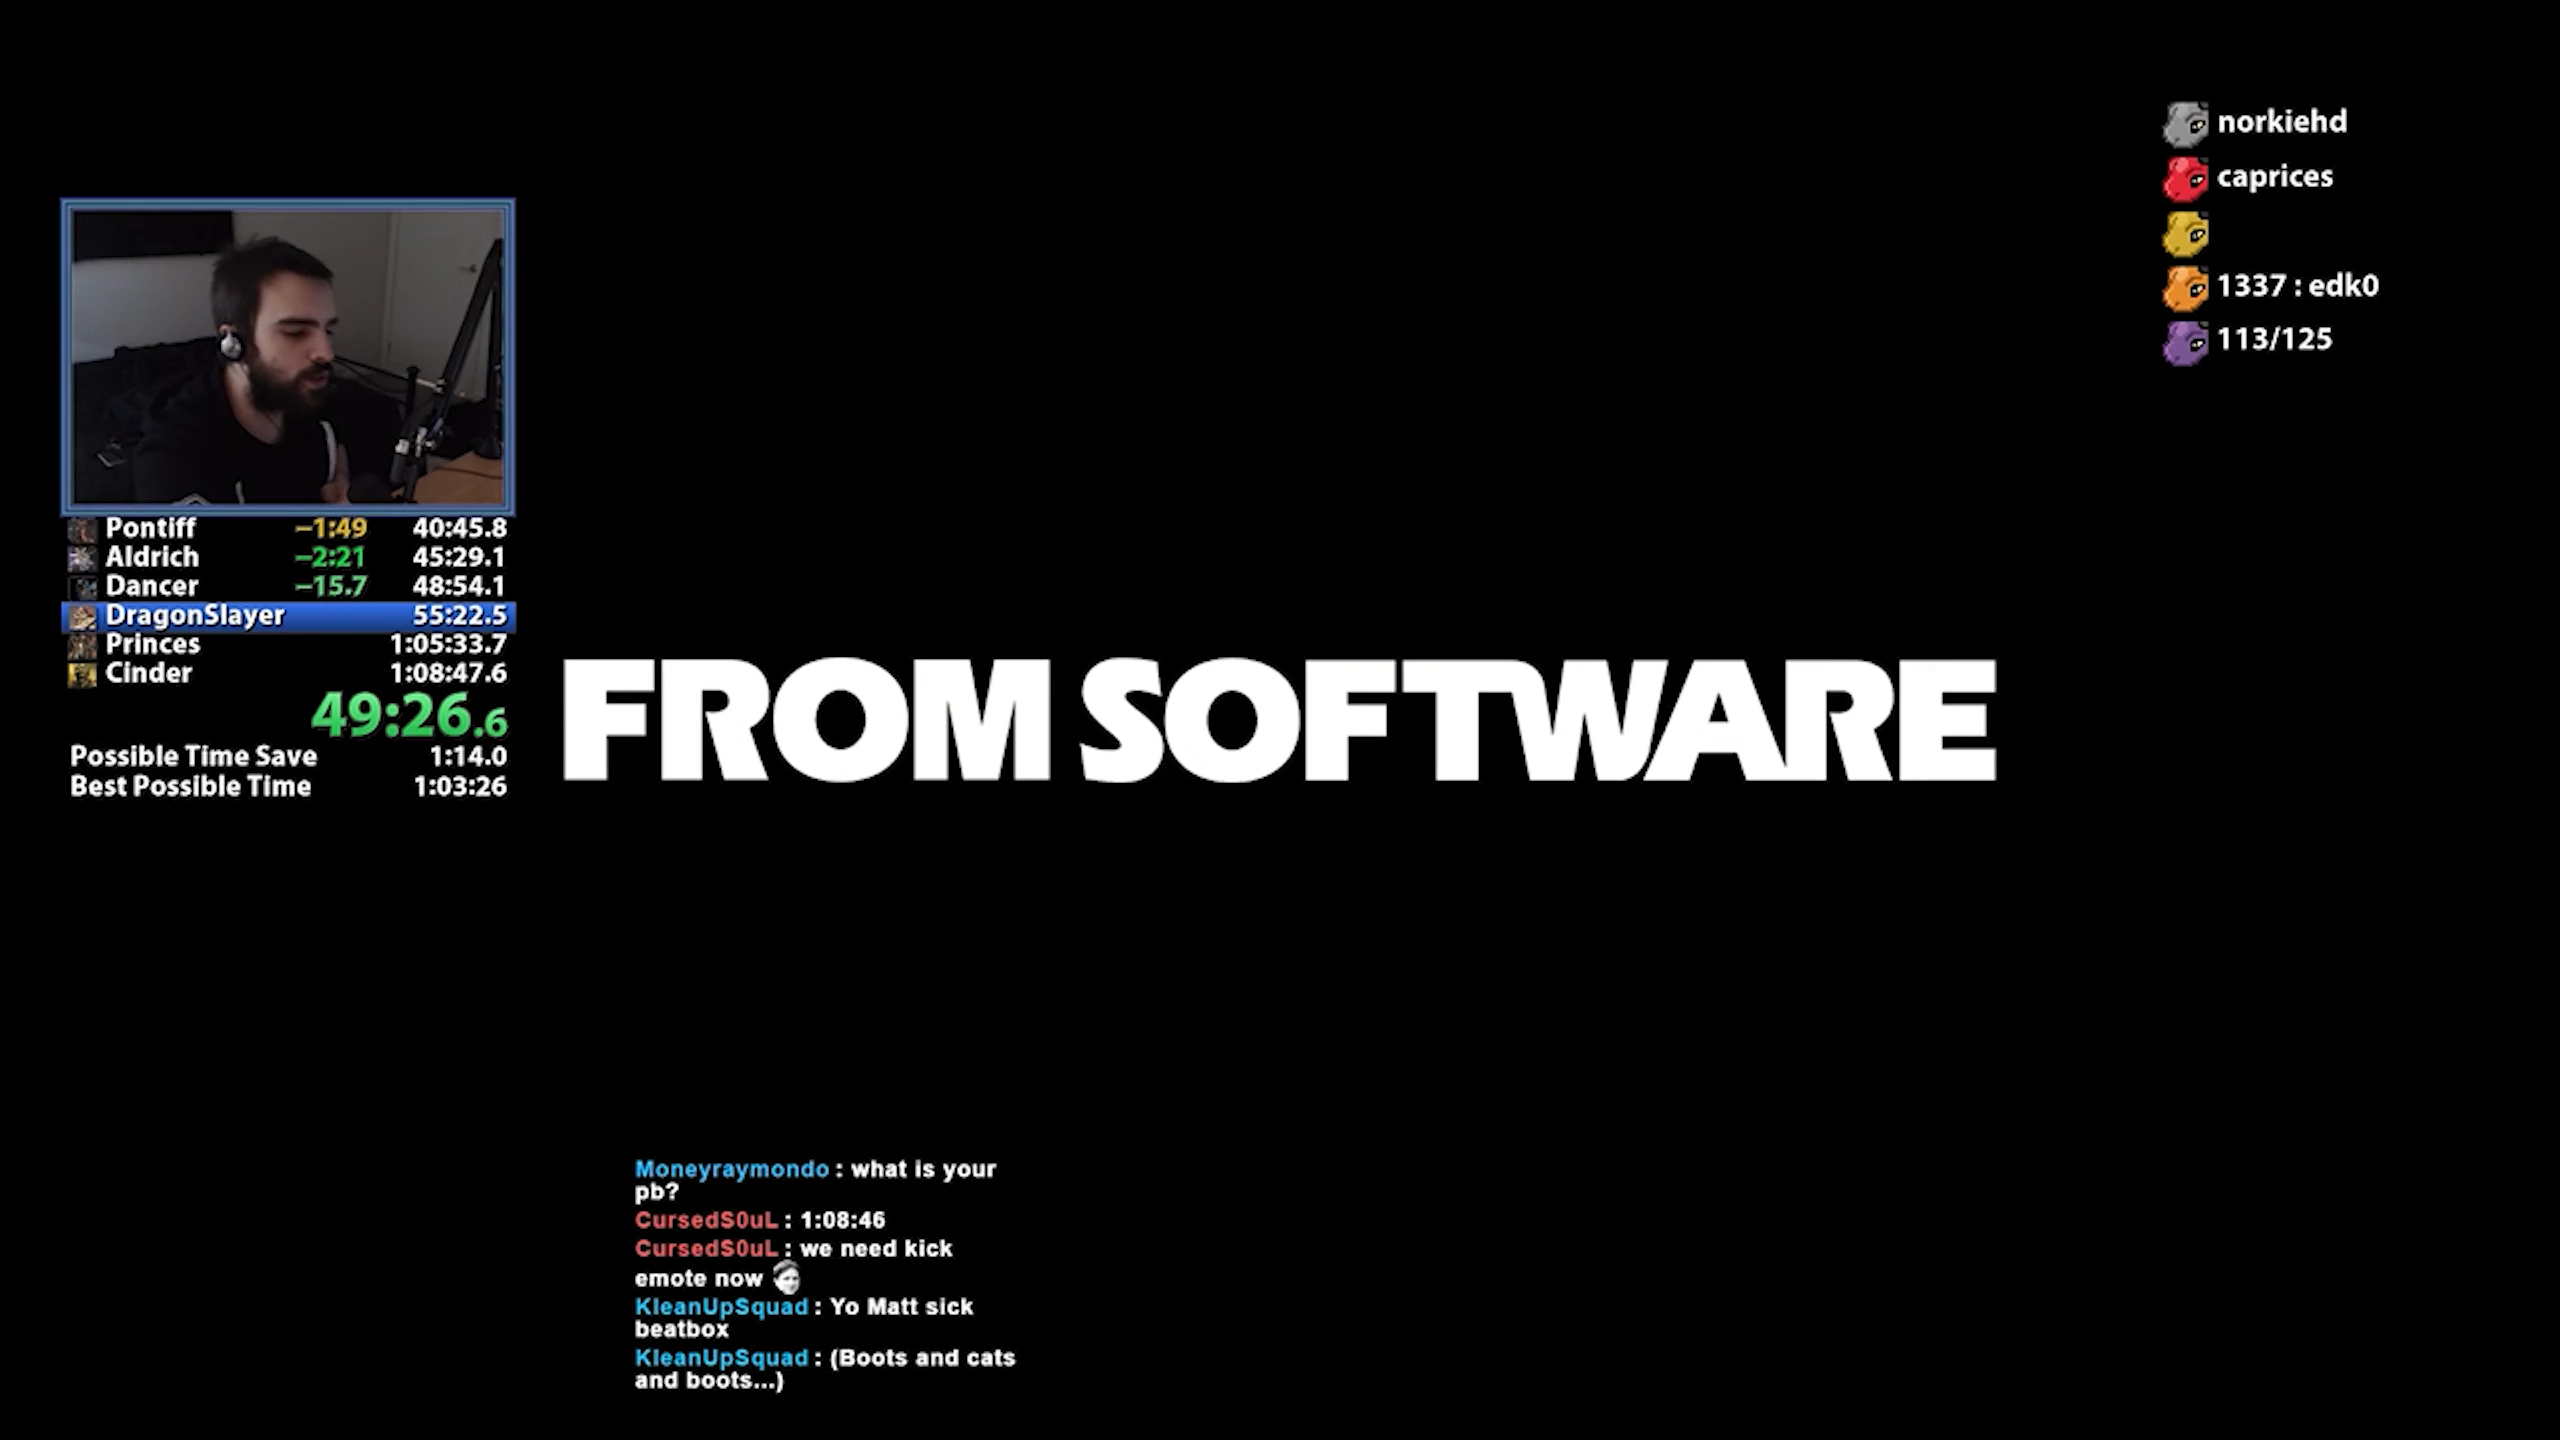 norkiehd
caprices
1337 : edk0
113/125
Pontiff −1:49 40:45.8
Aldrich −2:21 45:29.1
Dancer −15.7 48:54.1
DragonSlayer 55:22.5
Princes 1:05:33.7
Cinder 1:08:47.6
49:26.6
Possible Time Save 1:14.0
Best Possible Time 1:03:26
FROM SOFTWARE
Moneyraymondo : what is your
pb?
CursedS0uL : 1:08:46
CursedS0uL : we need kick
emote now
KleanUpSquad : Yo Matt sick
beatbox
KleanUpSquad : (Boots and cats
and boots...)